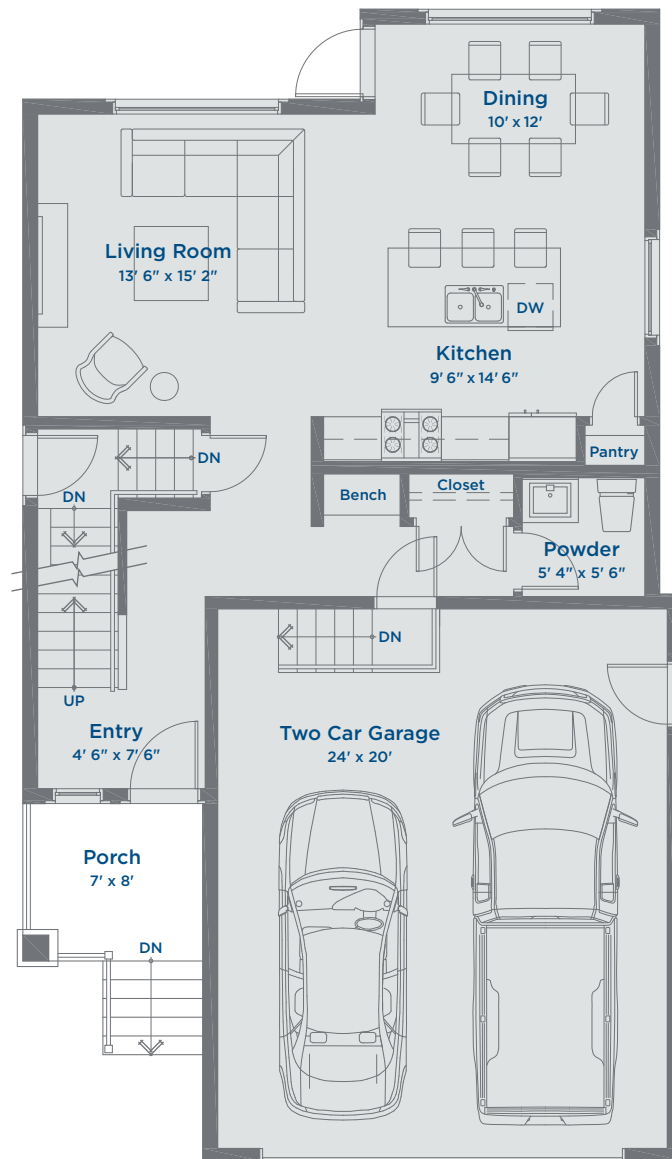 Dining
10' x 12'
Living Room
13' 6" x 15' 2"
DW
Kitchen
9' 6" x 14' 6"
Pantry
DN
DN
Bench
Closet
Powder
5' 4" x 5' 6"
DN
UP
Entry
4' 6" x 7' 6"
Two Car Garage
24' x 20'
Porch
7' x 8'
DN